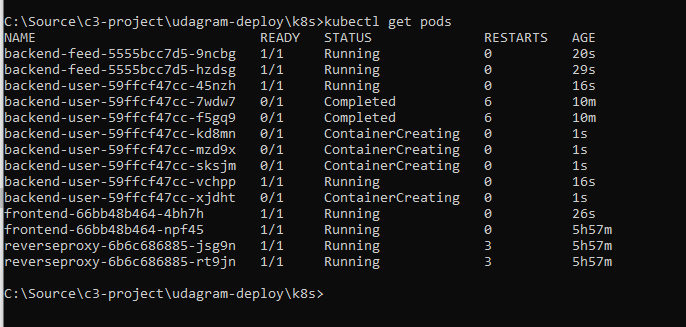 C:\Source\c3-project\udagram-deploy\k8s>kubectl get pods
NAME READY STATUS RESTARTS AGE
backend-feed-5555bcc7d5-9ncbg 1/1 Running 0 20s
backend-feed-5555bcc7d5-hzdsg 1/1 Running 0 29s
backend-user-59ffcf47cc-45nzh 1/1 Running 0 16s
backend-user-59ffcf47cc-7wdw7 0/1 Completed 6 10m
backend-user-59ffcf47cc-f5gq9 0/1 Completed 6 10m
backend-user-59ffcf47cc-kd8mn 0/1 ContainerCreating 0 1s
backend-user-59ffcf47cc-mzd9x 0/1 ContainerCreating 0 1s
backend-user-59ffcf47cc-sksjm 0/1 ContainerCreating 0 1s
backend-user-59ffcf47cc-vchpp 1/1 Running 0 16s
backend-user-59ffcf47cc-xjdht 0/1 ContainerCreating 0 1s
frontend-66bb48b464-4bh7h 1/1 Running 0 26s
frontend-66bb48b464-npf45 1/1 Running 0 5h57m
reverseproxy-6b6c686885-jsg9n 1/1 Running 3 5h57m
reverseproxy-6b6c686885-rt9jn 1/1 Running 3 5h57m
C:\Source\c3-project\udagram-deploy\k8s>